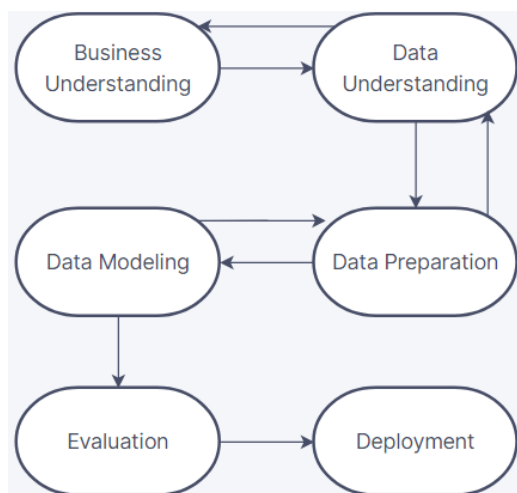 Business
Understanding
Data
Understanding
Data Modeling
Data Preparation
Evaluation
Deployment